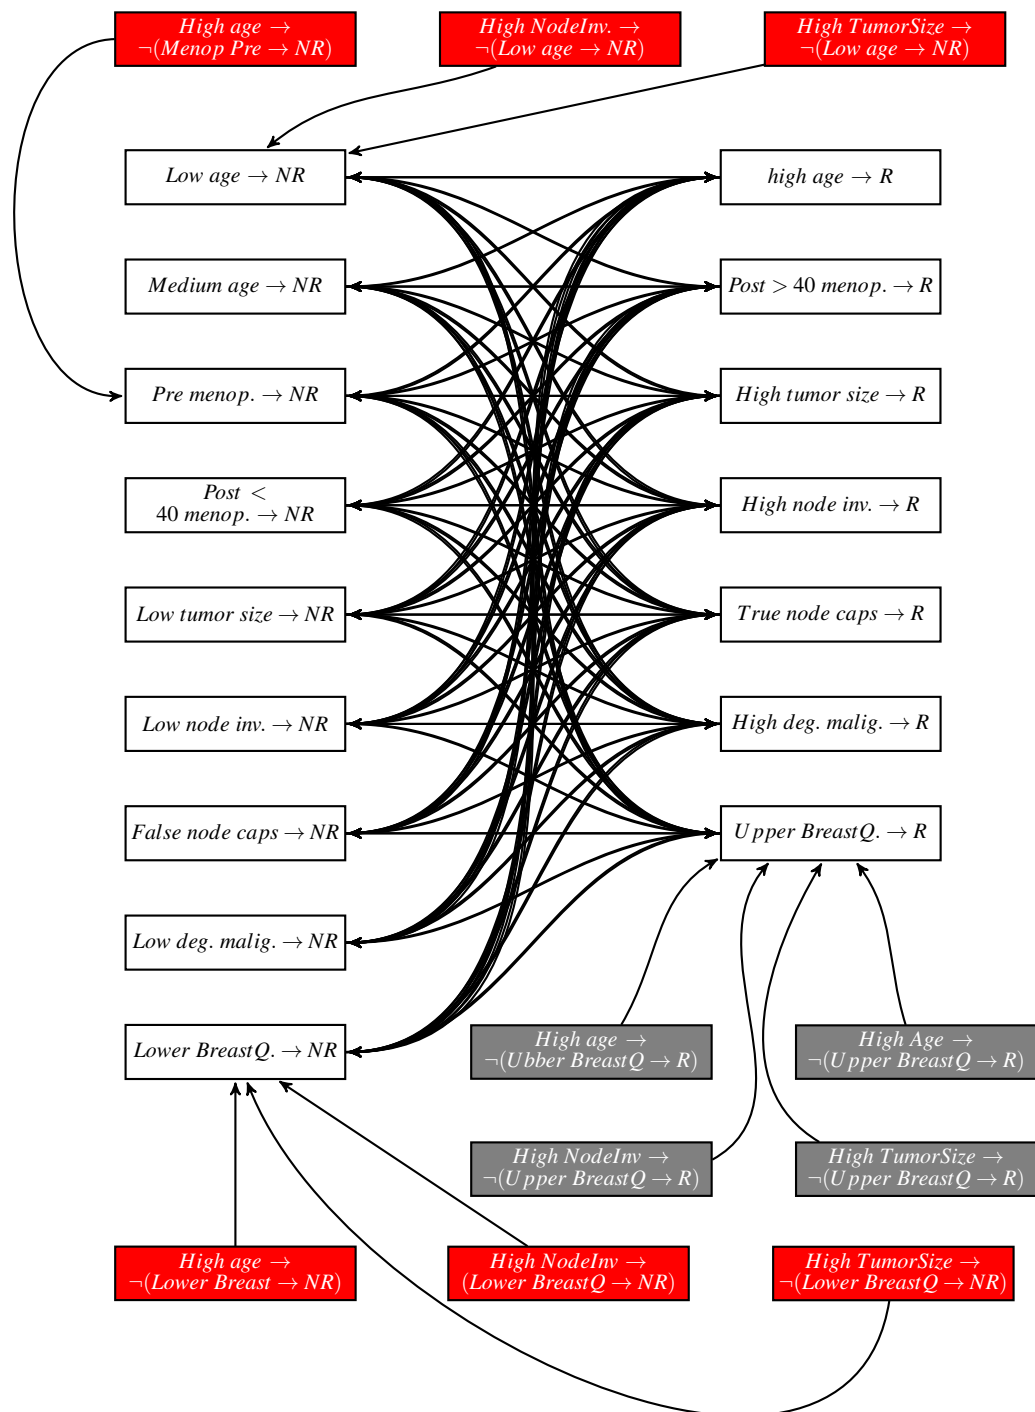 High age →
¬(Menop Pre → NR)
High NodeInv. →
¬(Low age → NR)
High TumorSize →
¬(Low age → NR)
Low age → NR
high age → R
Medium age → NR
Post > 40 menop. → R
Pre menop. → NR
High tumor size → R
Post <
40 menop. → NR
High node inv. → R
Low tumor size → NR
True node caps → R
Low node inv. → NR
High deg. malig. → R
False node caps → NR
Upper BreastQ. → R
Low deg. malig. → NR
Lower BreastQ. → NR
High age →
¬(Ubber BreastQ → R)
High Age →
¬(Upper BreastQ → R)
High NodeInv →
¬(Upper BreastQ → R)
High TumorSize →
¬(Upper BreastQ → R)
High age →
¬(Lower Breast → NR)
High NodeInv →
(Lower BreastQ → NR)
High TumorSize →
¬(Lower BreastQ → NR)